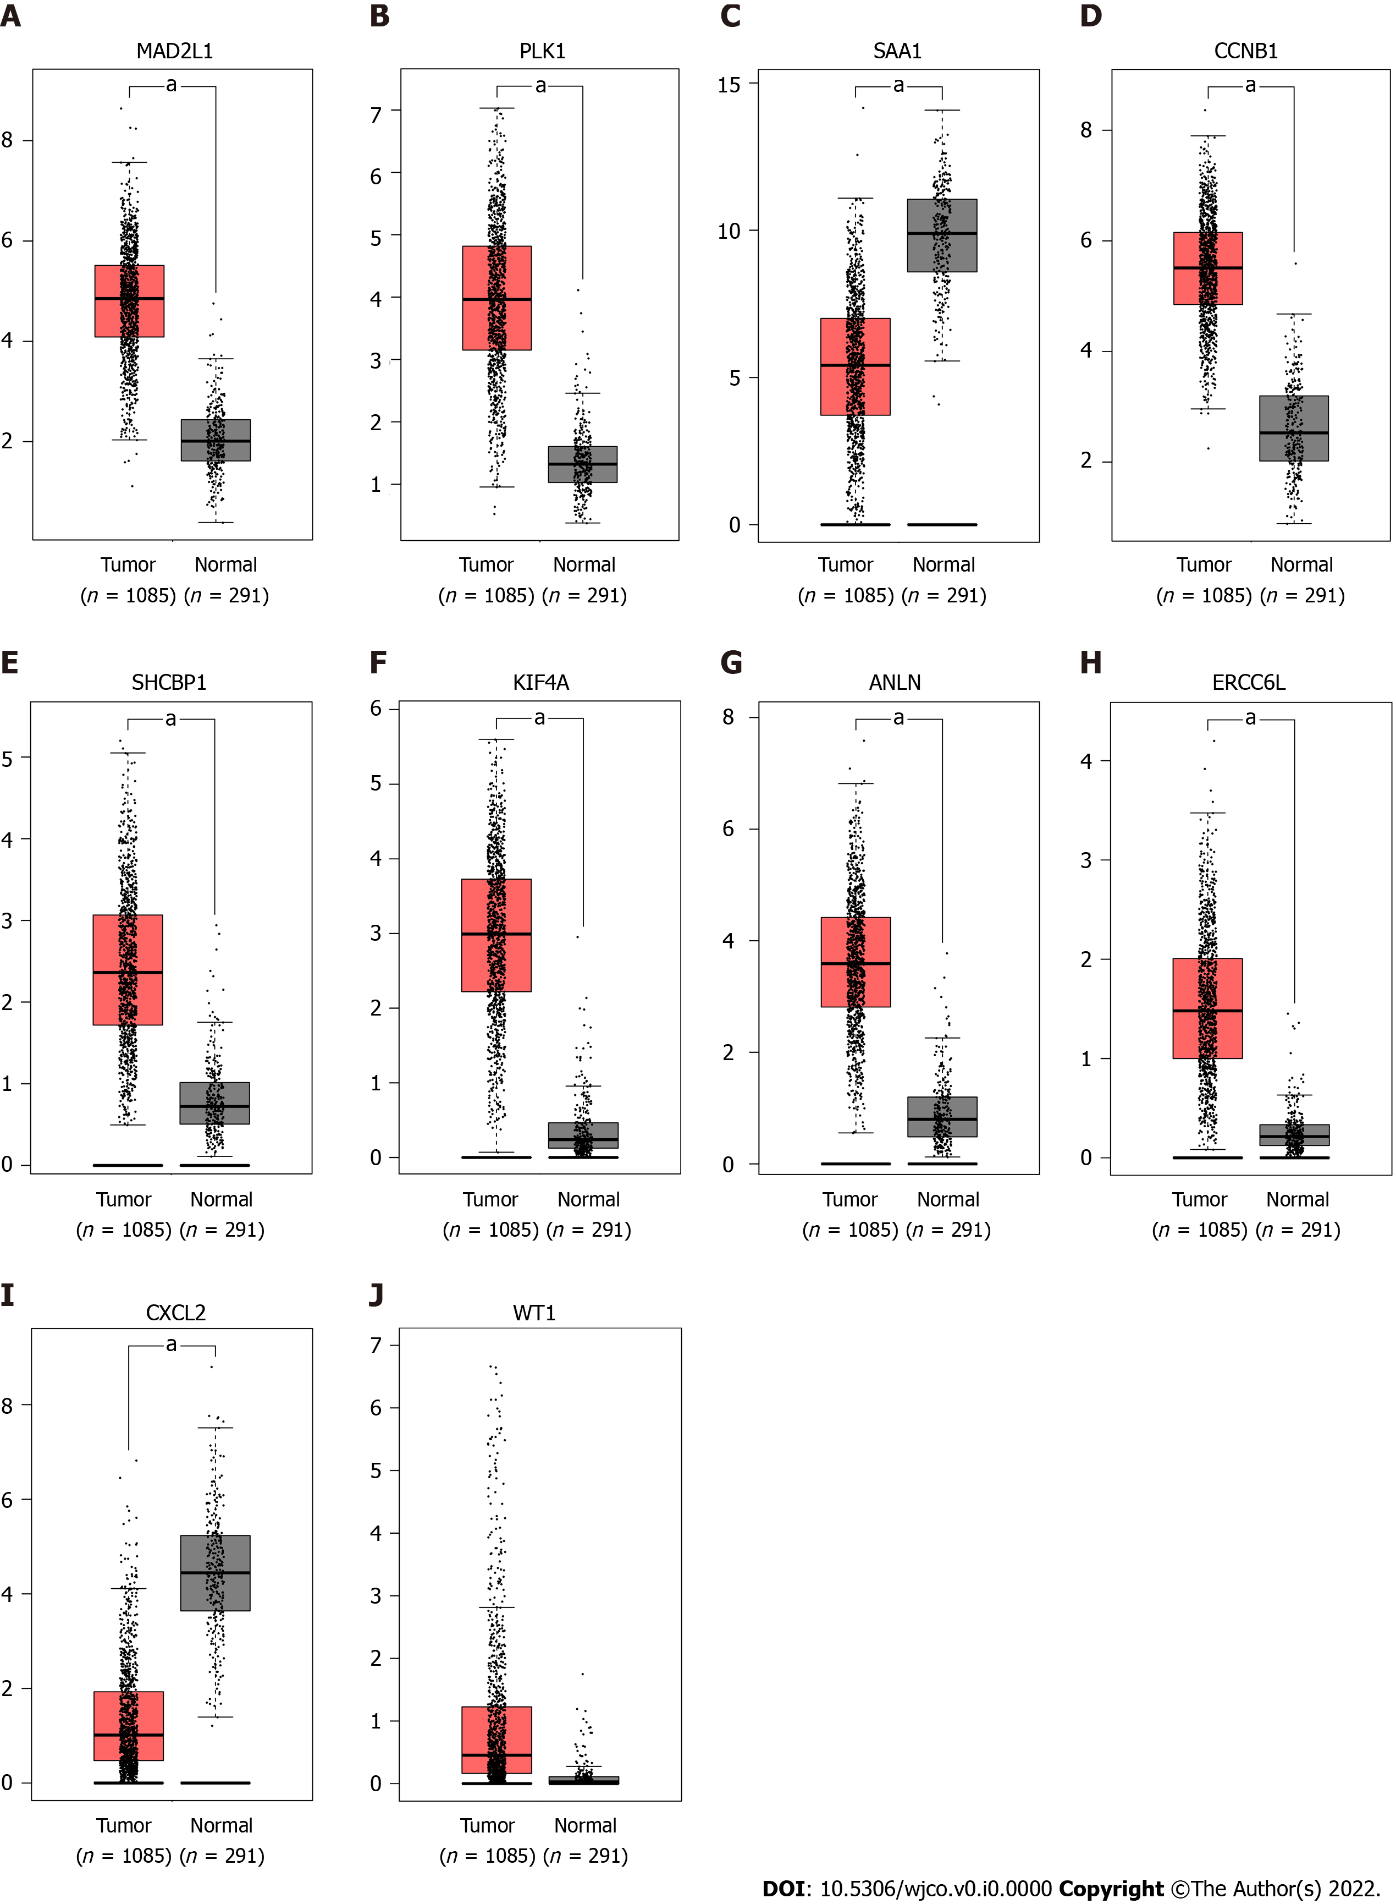 A B C D
MAD2L1 PLK1 SAA1 CCNB1
a a a a
8 6 4 2
7 6 5 4 3 2 1
15 10 5 0
8 6 4 2
Tumor Normal Tumor Normal Tumor Normal Tumor Normal
(n = 1085) (n = 291) (n = 1085) (n = 291) (n = 1085) (n = 291) (n = 1085) (n = 291)
E F G H
SHCBP1 KIF4A ANLN ERCC6L
a a a a
5 4 3 2 1 0
6 5 4 3 2 1 0
8 6 4 2 0
4 3 2 1 0
Tumor Normal Tumor Normal Tumor Normal Tumor Normal
(n = 1085) (n = 291) (n = 1085) (n = 291) (n = 1085) (n = 291) (n = 1085) (n = 291)
I J
CXCL2 WT1
a
8 6 4 2 0
7 6 5 4 3 2 1 0
Tumor Normal Tumor Normal
(n = 1085) (n = 291) (n = 1085) (n = 291)
DOI: 10.5306/wjco.v0.i0.0000 Copyright ©The Author(s) 2022.